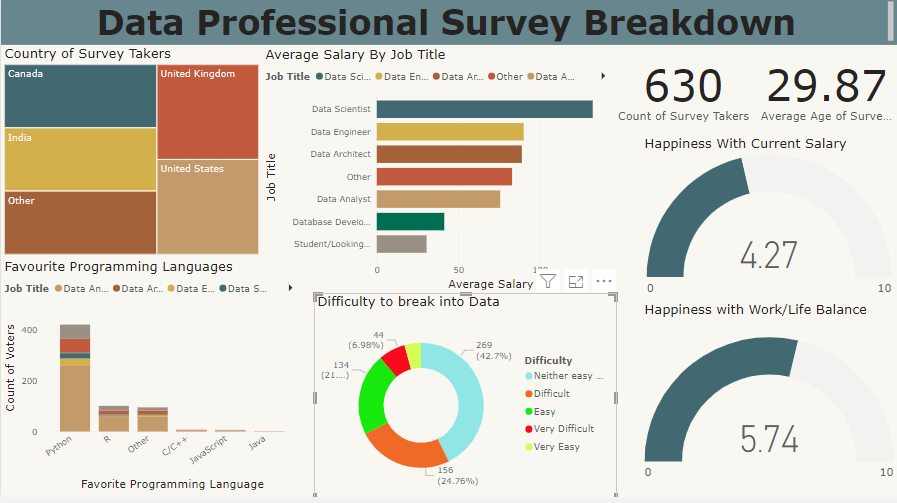 Data Professional Survey Breakdown
Country of Survey Takers
Canada
United Kingdom
India
United States
Other
Average Salary By Job Title
Job Title Data Sci... Data En... Data Ar... Other Data A...
Job Title
Data Scientist
Data Engineer
Data Architect
Other
Data Analyst
Database Develo...
Student/Looking...
0 50 100
Average Salary
630
Count of Survey Takers
29.87
Average Age of Surve...
Happiness With Current Salary
4.27
0 10
Favourite Programming Languages
Job Title Data An... Data Ar... Data E... Data S...
Count of Voters
400
200
0
Python R Other C/C++ JavaScript Java
Favorite Programming Language
Difficulty to break into Data
44
(6.98%)
269
(42.7%)
134
(21....)
156
(24.76%)
Difficulty
Neither easy ...
Difficult
Easy
Very Difficult
Very Easy
Happiness with Work/Life Balance
5.74
0 10